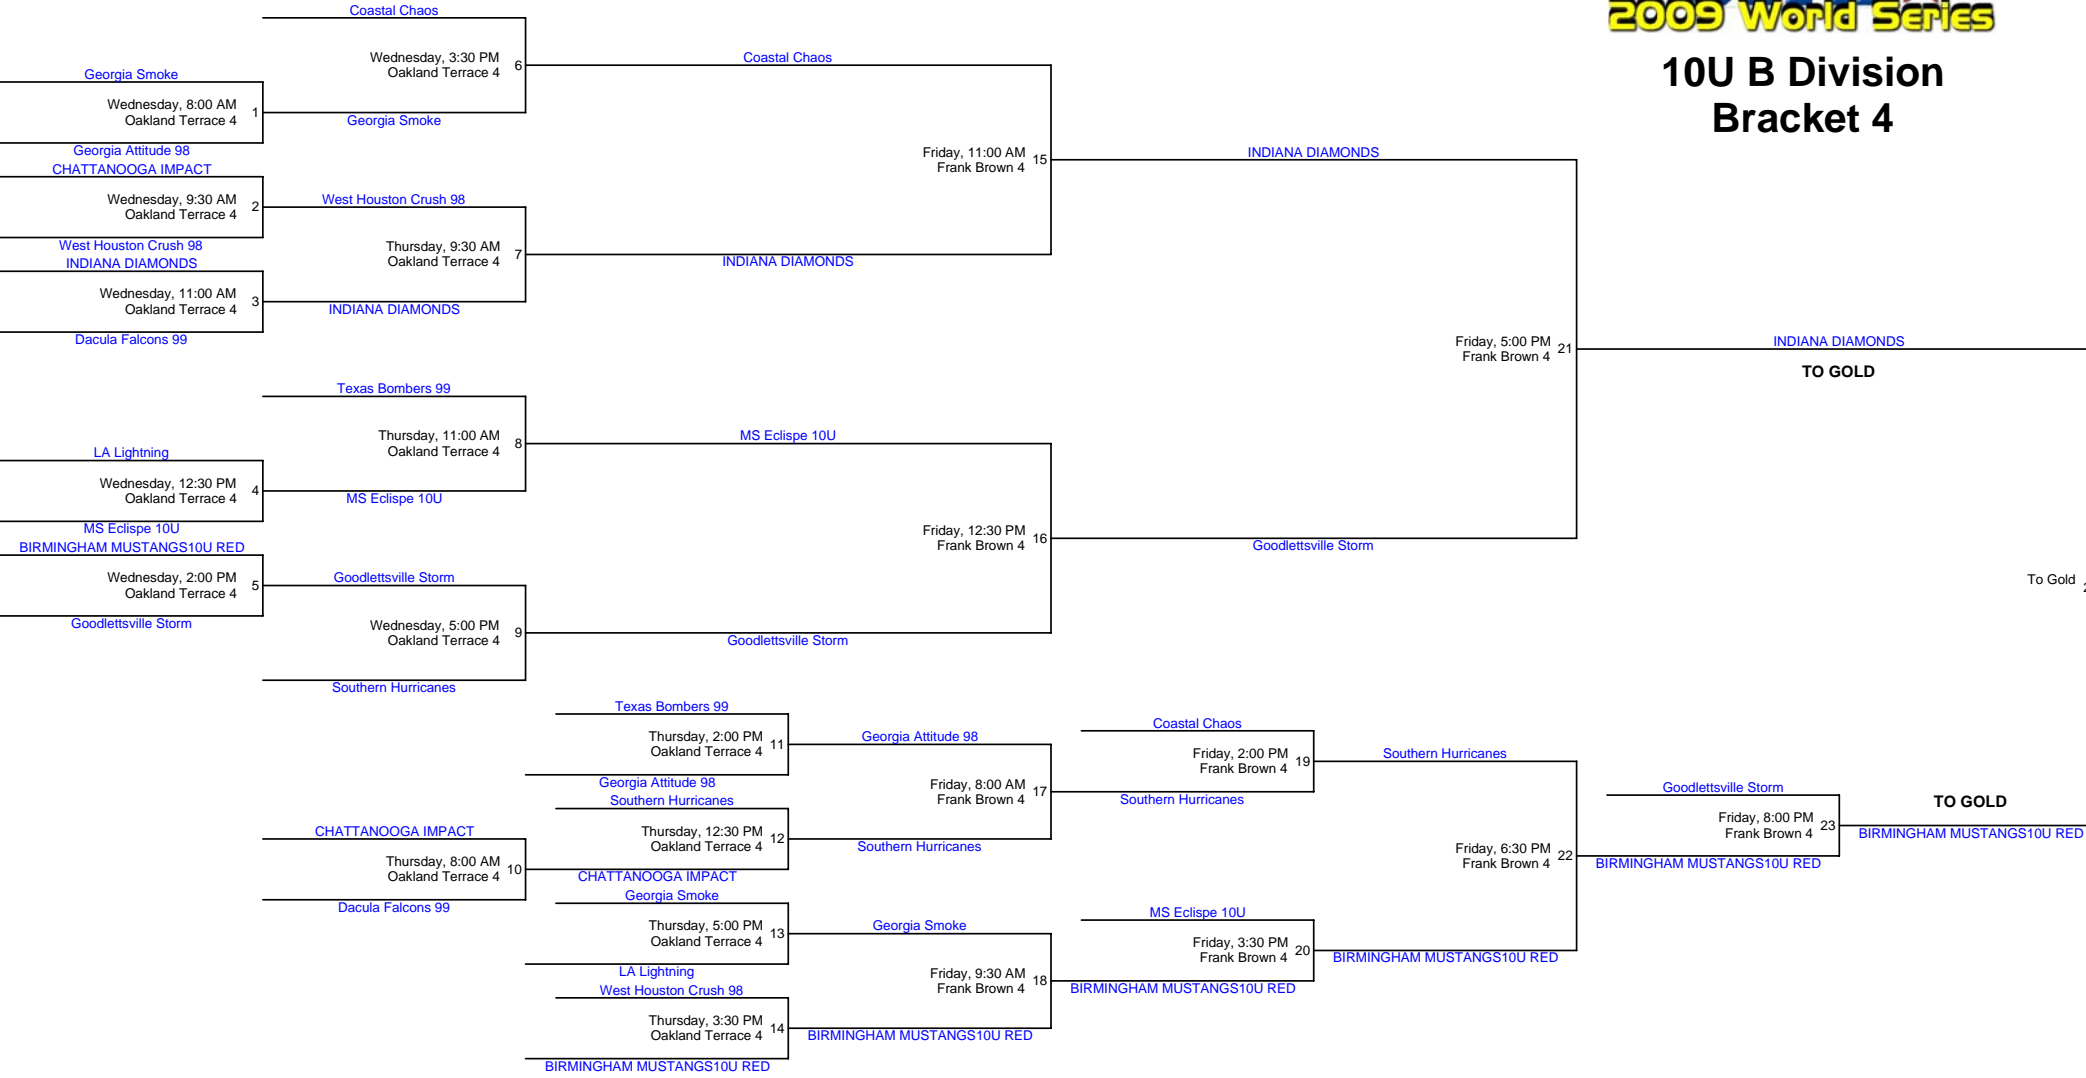 2009 World Series
10U B Division
Bracket 4
Coastal Chaos
Wednesday, 3:30 PM
Oakland Terrace 4
6
Coastal Chaos
Georgia Smoke
Wednesday, 8:00 AM
Oakland Terrace 4
1
Georgia Smoke
Georgia Attitude 98
CHATTANOOGA IMPACT
Friday, 11:00 AM
Frank Brown 4
15
INDIANA DIAMONDS
Wednesday, 9:30 AM
Oakland Terrace 4
2
West Houston Crush 98
West Houston Crush 98
INDIANA DIAMONDS
Thursday, 9:30 AM
Oakland Terrace 4
7
INDIANA DIAMONDS
Wednesday, 11:00 AM
Oakland Terrace 4
3
INDIANA DIAMONDS
Dacula Falcons 99
Friday, 5:00 PM
Frank Brown 4
21
INDIANA DIAMONDS
TO GOLD
Texas Bombers 99
Thursday, 11:00 AM
Oakland Terrace 4
8
MS Eclispe 10U
LA Lightning
Wednesday, 12:30 PM
Oakland Terrace 4
4
MS Eclispe 10U
MS Eclispe 10U
BIRMINGHAM MUSTANGS10U RED
Friday, 12:30 PM
Frank Brown 4
16
Goodlettsville Storm
Wednesday, 2:00 PM
Oakland Terrace 4
5
Goodlettsville Storm
Goodlettsville Storm
To Gold
Wednesday, 5:00 PM
Oakland Terrace 4
9
Goodlettsville Storm
Southern Hurricanes
Texas Bombers 99
Thursday, 2:00 PM
Oakland Terrace 4
11
Georgia Attitude 98
Georgia Attitude 98
Coastal Chaos
Friday, 2:00 PM
Frank Brown 4
19
Southern Hurricanes
Southern Hurricanes
Friday, 8:00 AM
Frank Brown 4
17
Southern Hurricanes
Goodlettsville Storm
TO GOLD
Thursday, 12:30 PM
Oakland Terrace 4
12
Southern Hurricanes
Friday, 8:00 PM
Frank Brown 4
23
BIRMINGHAM MUSTANGS10U RED
CHATTANOOGA IMPACT
Thursday, 8:00 AM
Oakland Terrace 4
10
CHATTANOOGA IMPACT
Dacula Falcons 99
Friday, 6:30 PM
Frank Brown 4
22
BIRMINGHAM MUSTANGS10U RED
Georgia Smoke
Thursday, 5:00 PM
Oakland Terrace 4
13
Georgia Smoke
LA Lightning
MS Eclispe 10U
Friday, 3:30 PM
Frank Brown 4
20
BIRMINGHAM MUSTANGS10U RED
Friday, 9:30 AM
Frank Brown 4
18
BIRMINGHAM MUSTANGS10U RED
West Houston Crush 98
Thursday, 3:30 PM
Oakland Terrace 4
14
BIRMINGHAM MUSTANGS10U RED
BIRMINGHAM MUSTANGS10U RED